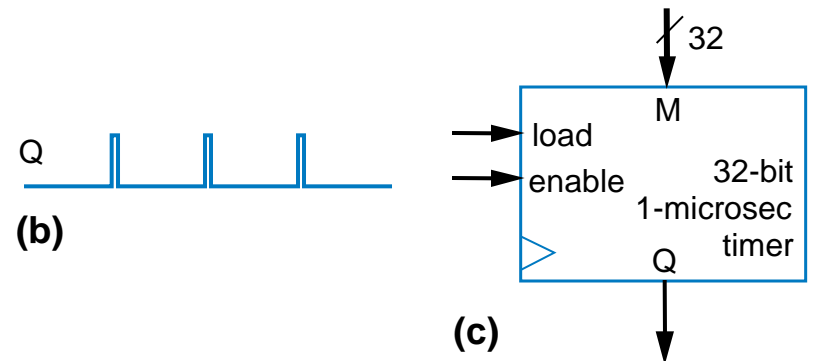 Q
(b)
32
M
load
enable
32-bit
1-microsec
timer
Q
(c)